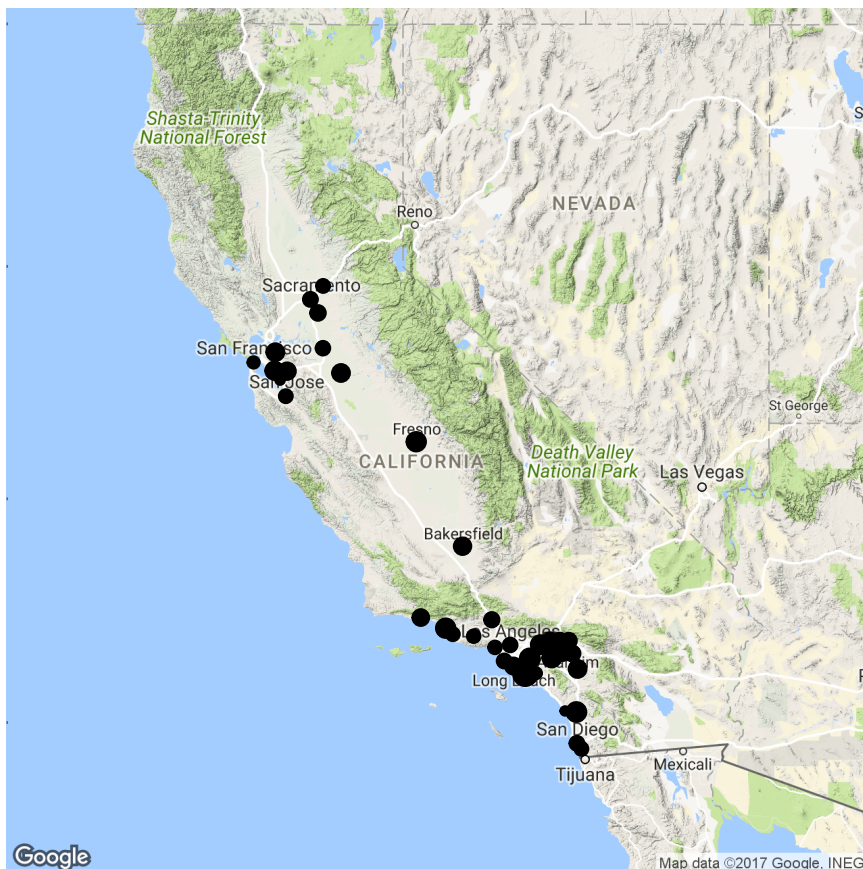 Shasta-Trinity
National Forest
Reno
NEVADA
Sacramento
San Francisco
San Jose
St George
Fresno
CALIFORNIA
Death Valley
National Park
Las Vegas
Bakersfield
Los Angeles
Long Beach
San Diego
Mexicali
Tijuana
Google
Map data ©2017 Google, INEG